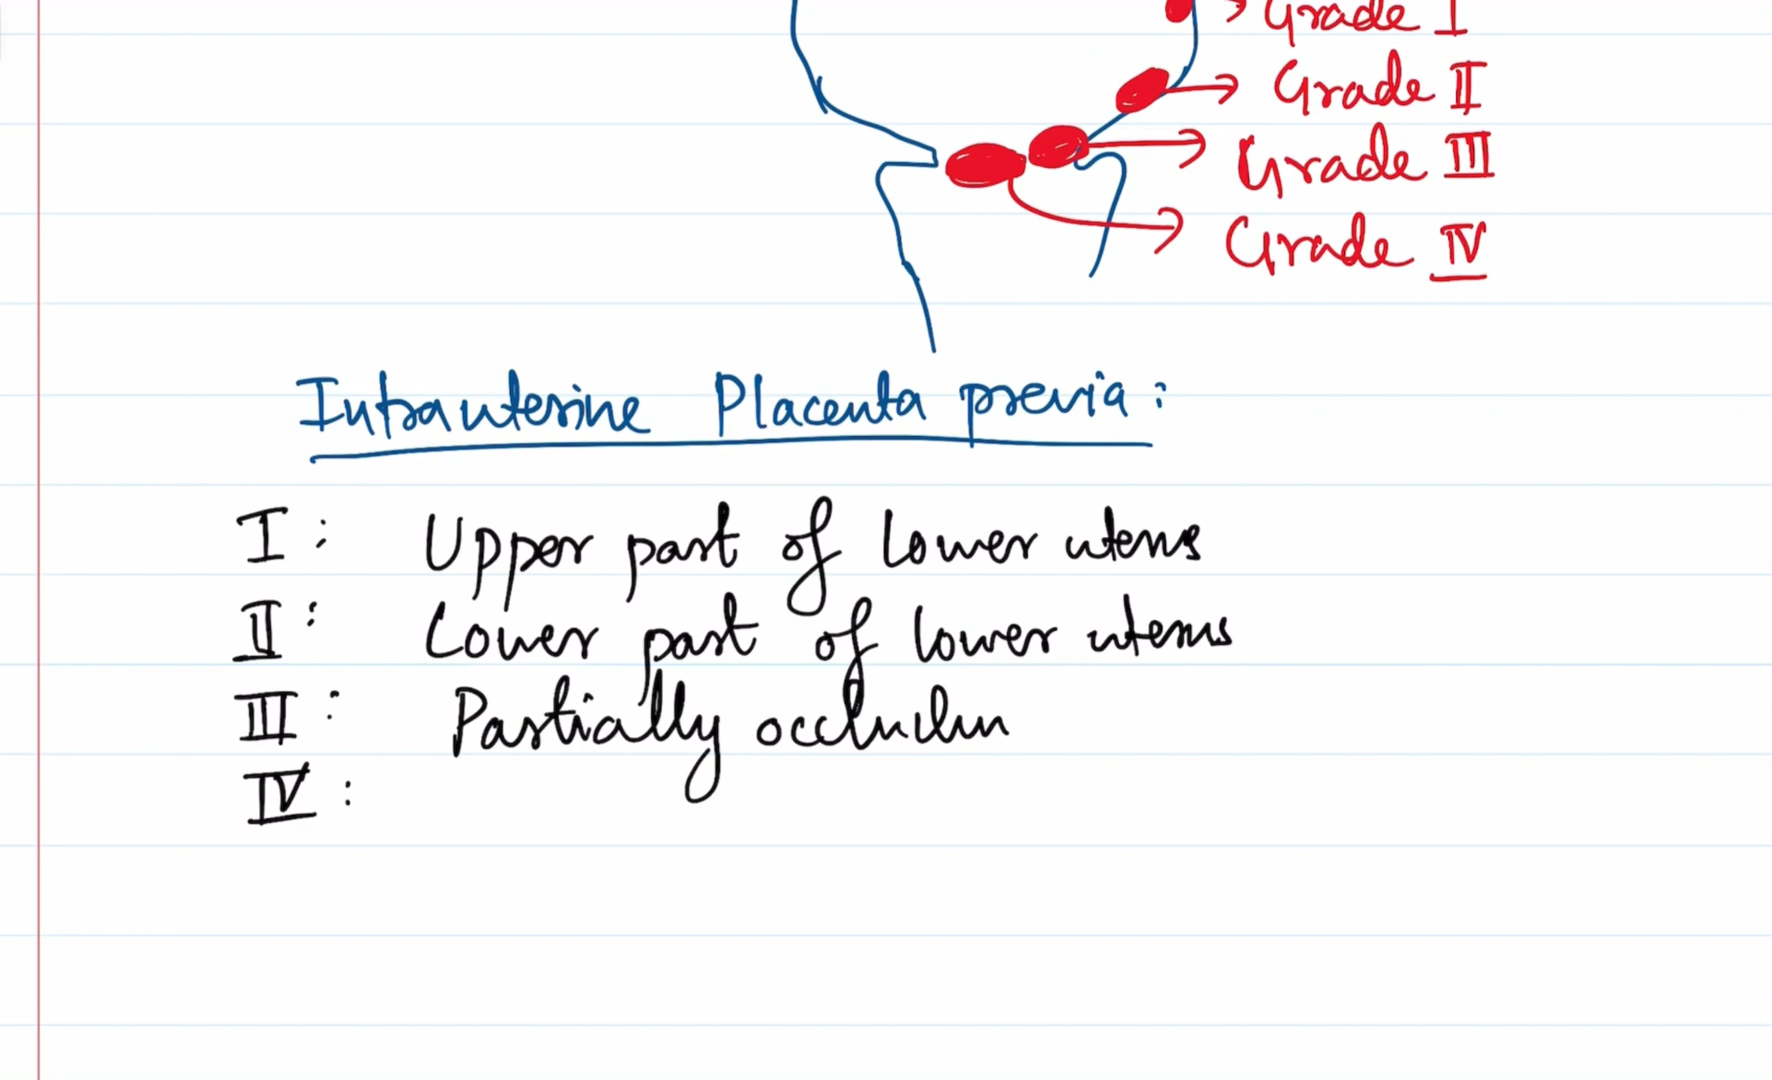 Grade I
Grade II
Grade III
Grade IV
Intrauterine Placenta previa:
I: Upper part of lower uterus
II: Lower part of lower uterus
III: Partially
IV: